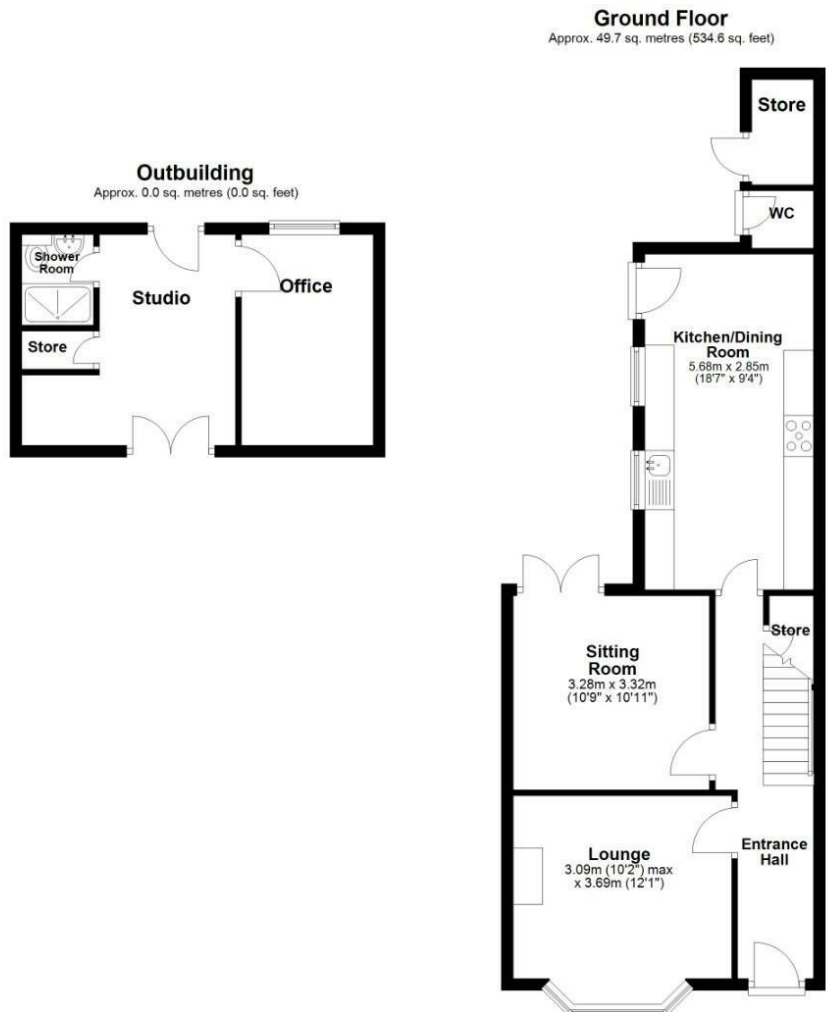 Ground Floor
Approx. 49.7 sq. metres (534.6 sq. feet)
Store
WC
Kitchen/Dining
Room
5.68m x 2.85m
(18'7" x 9'4")
Store
Sitting
Room
3.28m x 3.32m
(10'9" x 10'11")
Lounge
3.09m (10'2") max
x 3.69m (12'1")
Entrance
Hall
Outbuilding
Approx. 0.0 sq. metres (0.0 sq. feet)
Shower
Room
Studio
Office
Store